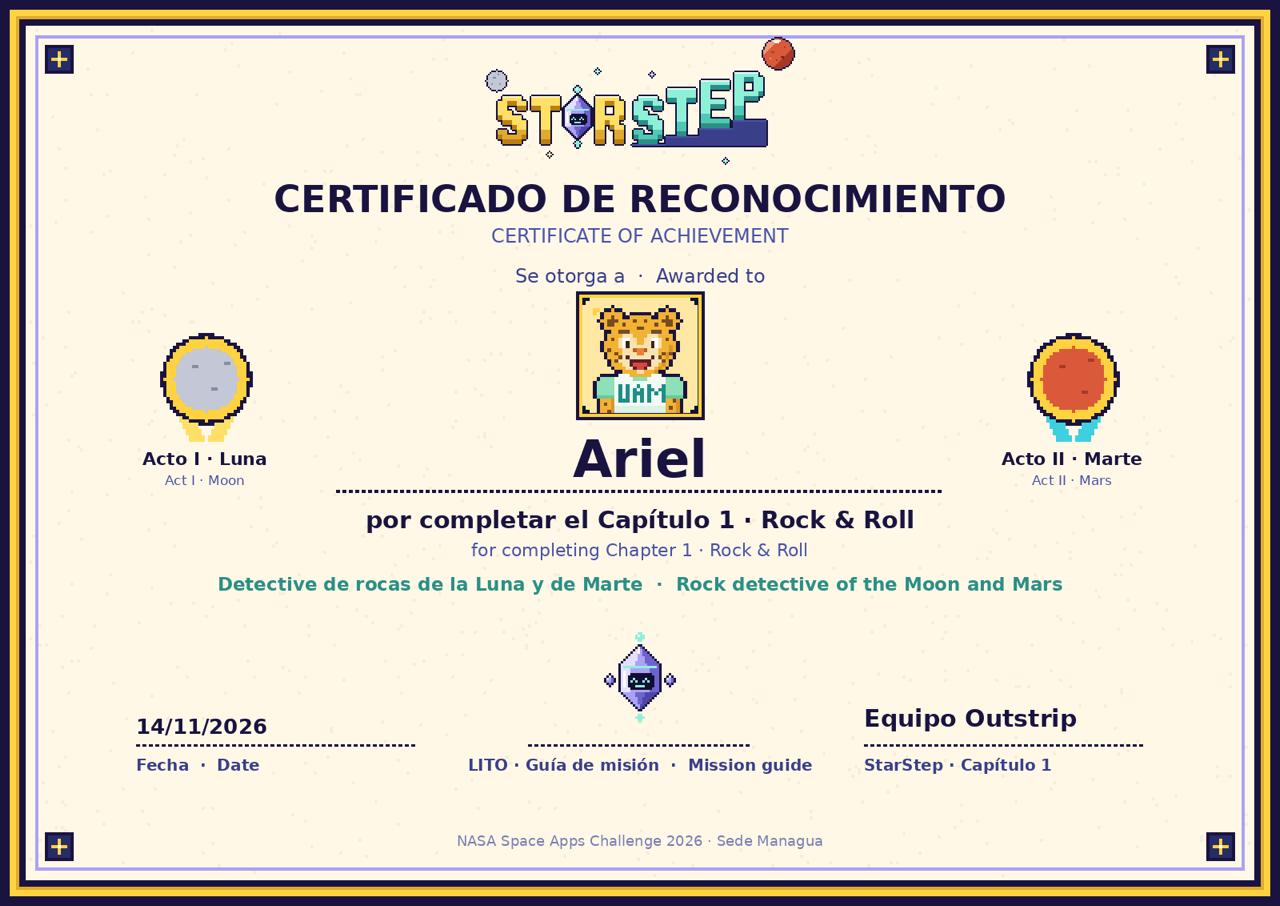 STARSTEP
CERTIFICADO DE RECONOCIMIENTO
CERTIFICATE OF ACHIEVEMENT
Se otorga a · Awarded to
UAM
Ariel
Acto I · Luna
Act I · Moon
Acto II · Marte
Act II · Mars
por completar el Capítulo 1 · Rock & Roll
for completing Chapter 1 · Rock & Roll
Detective de rocas de la Luna y de Marte · Rock detective of the Moon and Mars
14/11/2026
Fecha · Date
LITO · Guía de misión · Mission guide
Equipo Outstrip
StarStep · Capítulo 1
NASA Space Apps Challenge 2026 · Sede Managua